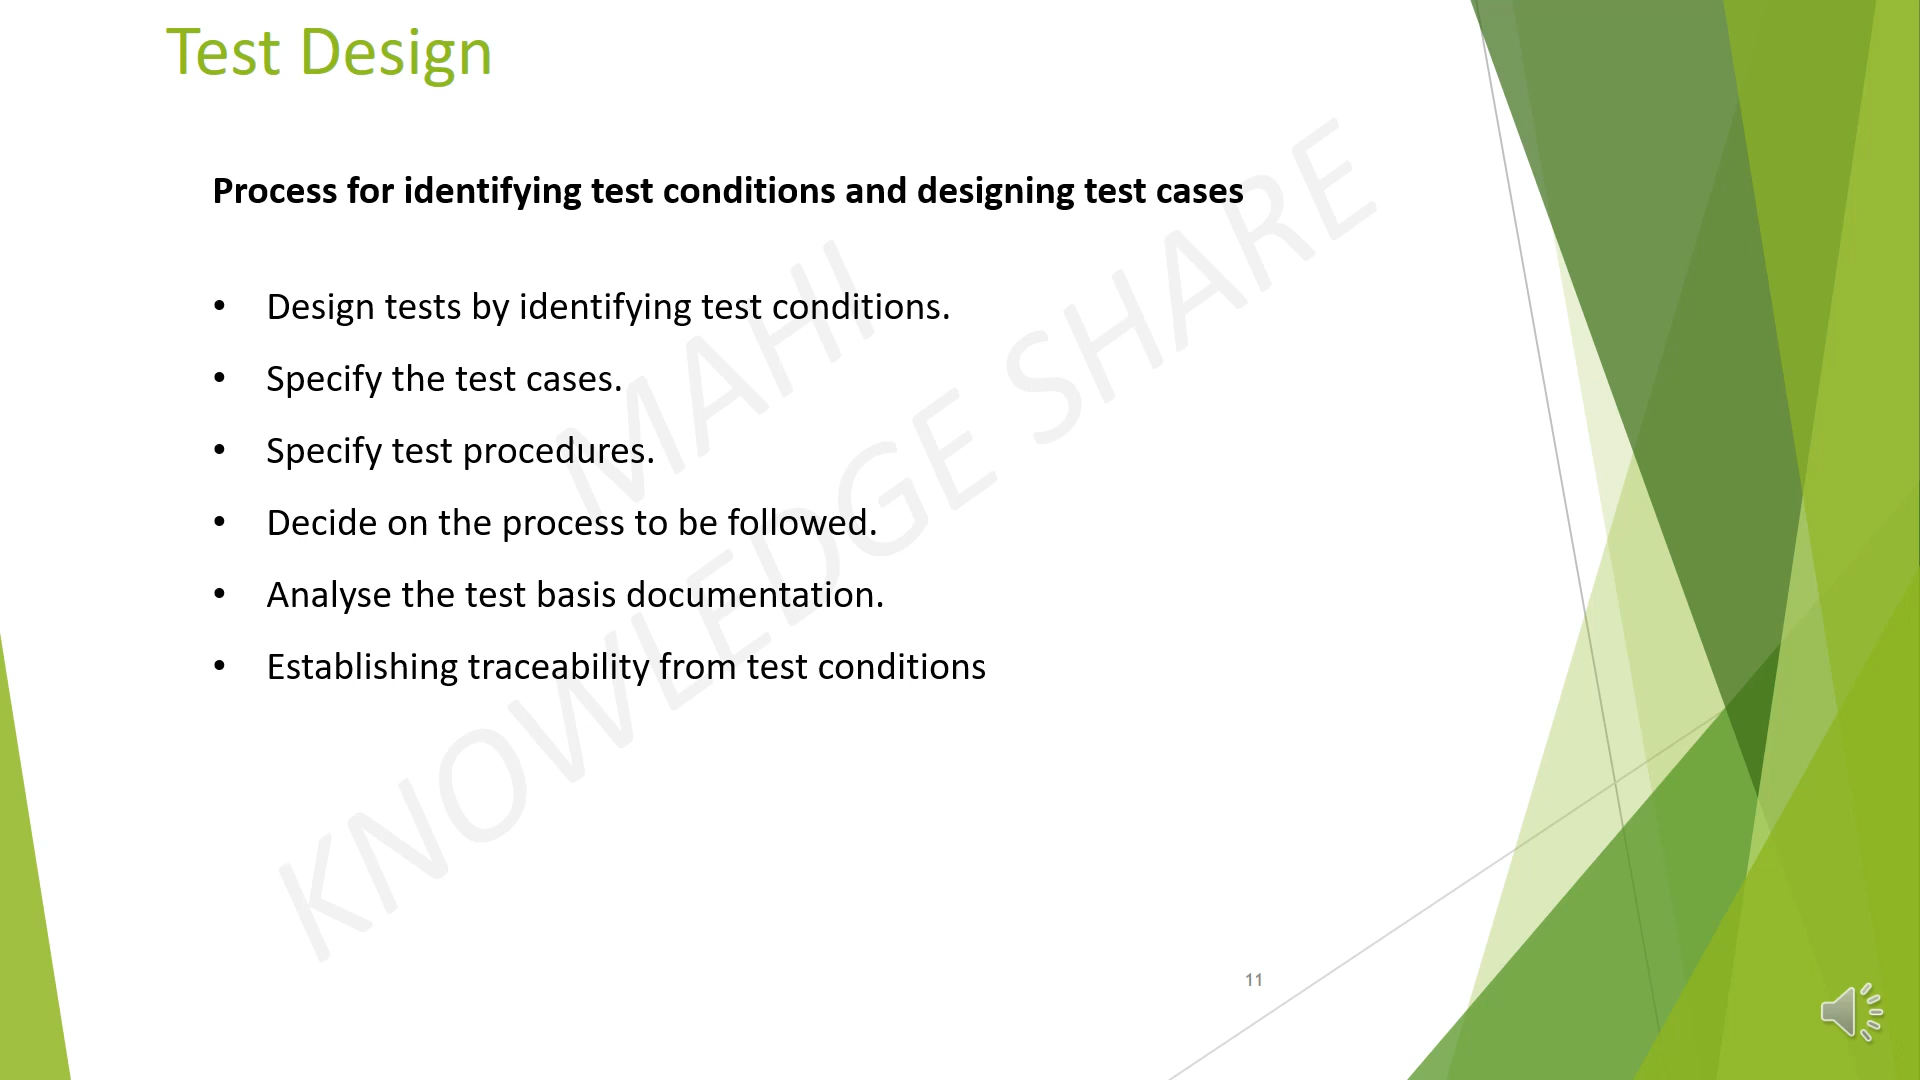 Test Design
Process for identifying test conditions and designing test cases
• Design tests by identifying test conditions.
• Specify the test cases.
• Specify test procedures.
• Decide on the process to be followed.
• Analyse the test basis documentation.
• Establishing traceability from test conditions
MAHI
KNOWLEDGE SHARE
11